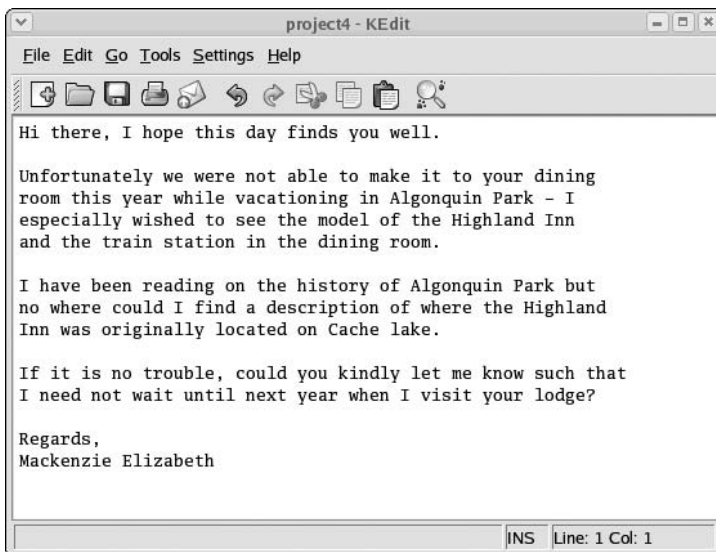 project4 - KEdit
File Edit Go Tools Settings Help
Hi there, I hope this day finds you well.
Unfortunately we were not able to make it to your dining
room this year while vacationing in Algonquin Park - I
especially wished to see the model of the Highland Inn
and the train station in the dining room.
I have been reading on the history of Algonquin Park but
no where could I find a description of where the Highland
Inn was originally located on Cache lake.
If it is no trouble, could you kindly let me know such that
I need not wait until next year when I visit your lodge?
Regards,
Mackenzie Elizabeth
INS Line: 1 Col: 1